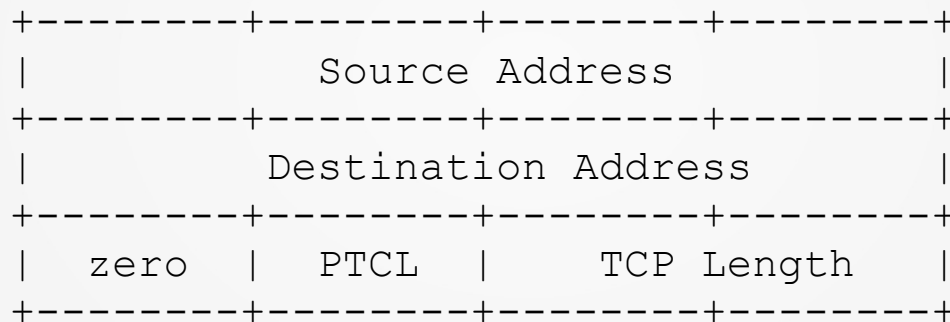 +--------+--------+--------+--------+
|           Source Address          |
+--------+--------+--------+--------+
|         Destination Address       |
+--------+--------+--------+--------+
|  zero  |  PTCL  |    TCP Length   |
+--------+--------+--------+--------+